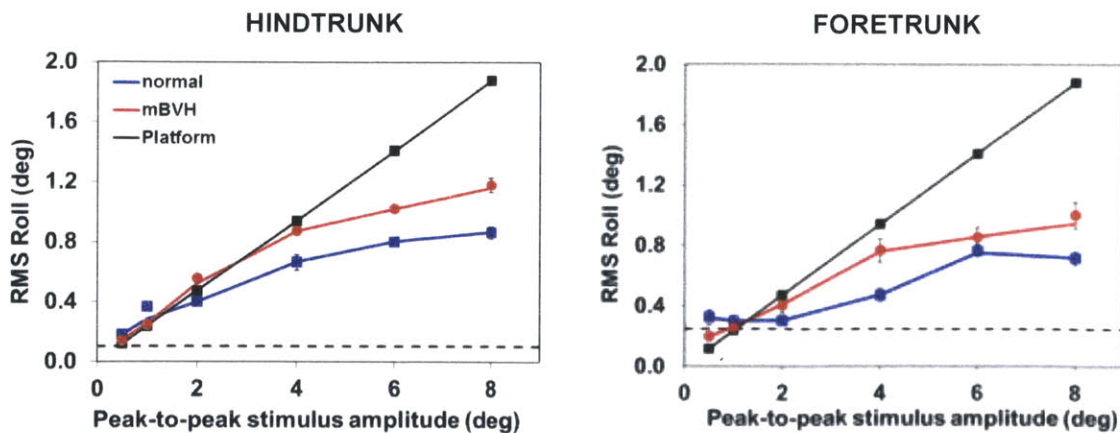 HINDTRUNK
2.0
1.6
1.2
0.8
0.4
0.0
RMS Roll (deg)
normal
mBVH
Platform
0 2 4 6 8
Peak-to-peak stimulus amplitude (deg)
FORETRUNK
2.0
1.6
1.2
0.8
0.4
0.0
RMS Roll (deg)
0 2 4 6 8
Peak-to-peak stimulus amplitude (deg)